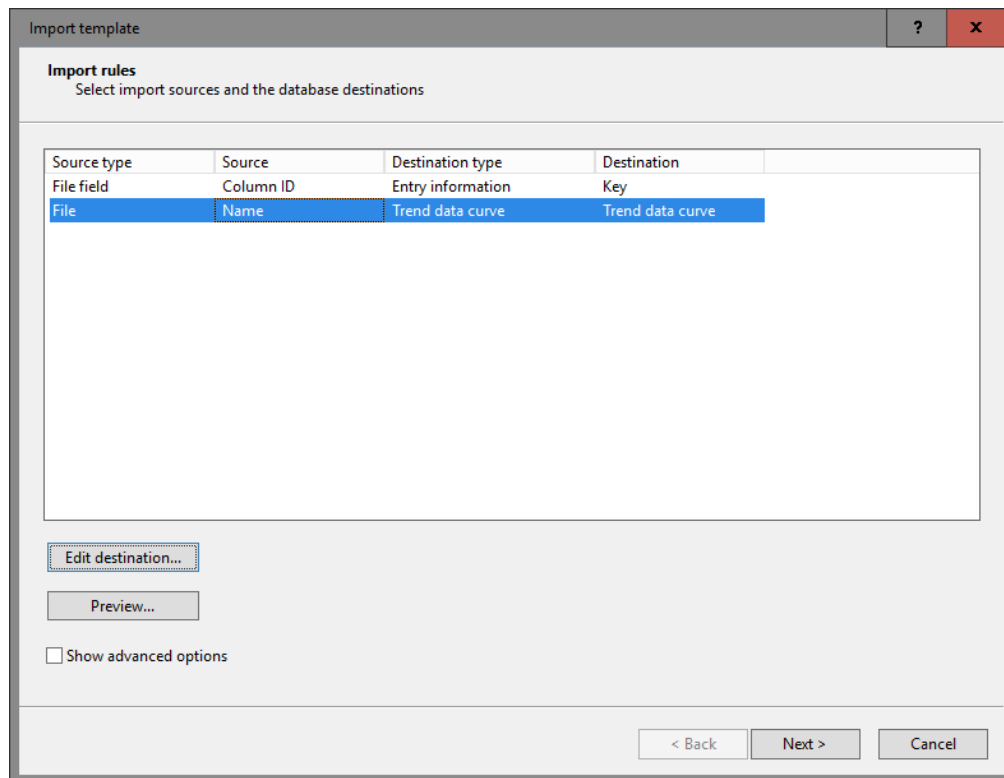 Import template ? x
Import rules
Select import sources and the database destinations
Source type Source Destination type Destination
File field Column ID Entry information Key
File Name Trend data curve Trend data curve
Edit destination...
Preview...
Show advanced options
< Back Next > Cancel